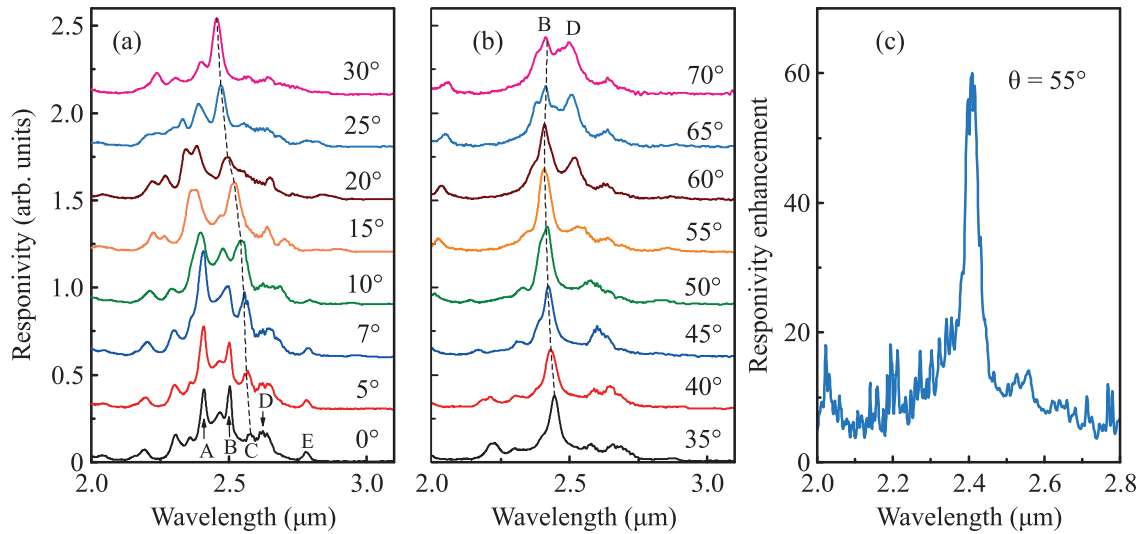 (a)
(b)
(c)
2.5
2.0
1.5
1.0
0.5
0
Responivity (arb. units)
30°
25°
20°
15°
10°
7°
5°
0°
A
B
C
D
E
2.0
2.5
3.0
Wavelength (μm)
B
D
70°
65°
60°
55°
50°
45°
40°
35°
2.0
2.5
3.0
Wavelength (μm)
θ = 55°
60
40
20
0
Responivity enhancement
2.0
2.2
2.4
2.6
2.8
Wavelength (μm)